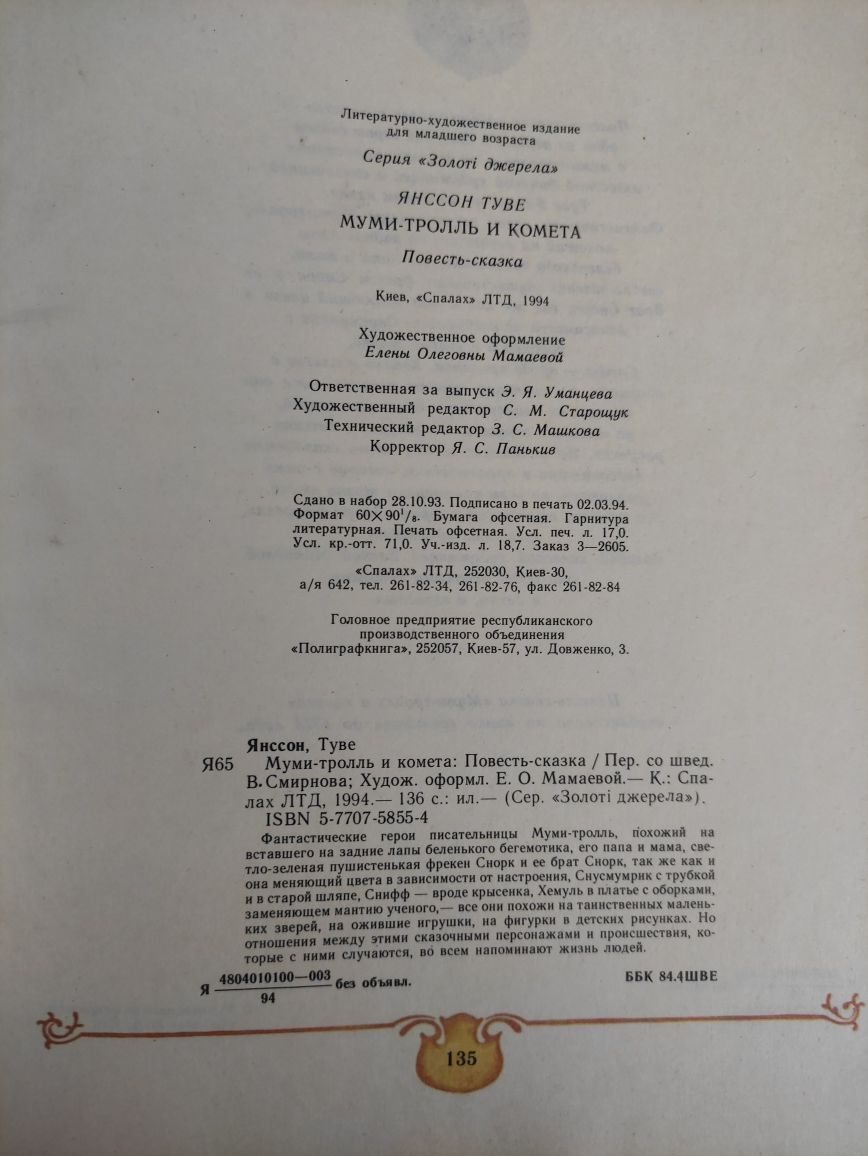 Литературно-художественное издание
для младшего возраста
Серия «Золоті джерела»
ЯНССОН ТУВЕ
МУМИ-ТРОЛЛЬ И КОМЕТА
Повесть-сказка
Киев, «Спалах» ЛТД, 1994
Художественное оформление
Елены Олеговны Мамаевой
Ответственная за выпуск Э. Я. Уманцева
Художественный редактор С. М. Старощук
Технический редактор З. С. Машкова
Корректор Я. С. Панькив
Сдано в набор 28.10.93. Подписано в печать 02.03.94.
Формат 60×90¹/₈. Бумага офсетная. Гарнитура
литературная. Печать офсетная. Усл. печ. л. 17,0.
Усл. кр.-отт. 71,0. Уч.-изд. л. 18,7. Заказ 3—2605.
«Спалах» ЛТД, 252030, Киев-30,
а/я 642, тел. 261-82-34, 261-82-76, факс 261-82-84
Головное предприятие республиканского
производственного объединения
«Полиграфкнига», 252057, Киев-57, ул. Довженко, 3.
Янссон, Туве
Я65 Муми-тролль и комета: Повесть-сказка / Пер. со швед.
В. Смирнова; Худож. оформл. Е. О. Мамаевой.— К.: Спа-
лах ЛТД, 1994.— 136 с.: ил.— (Сер. «Золоті джерела»).
ISBN 5-7707-5855-4
Фантастические герои писательницы Муми-тролль, похожий на
вставшего на задние лапы беленького бегемотика, его папа и мама, све-
тло-зеленая пушистенькая фрекен Снорк и ее брат Снорк, так же как и
она меняющий цвета в зависимости от настроения, Снусмумрик с трубкой
и в старой шляпе, Снифф — вроде крысенка, Хемуль в платье с оборками,
заменяющем мантию ученого,— все они похожи на таинственных малень-
ких зверей, на ожившие игрушки, на фигурки в детских рисунках. Но
отношения между этими сказочными персонажами и происшествия, ко-
торые с ними случаются, во всем напоминают жизнь людей.
Я 4804010100—003 без объявл.
94
ББК 84.4ШВЕ
135